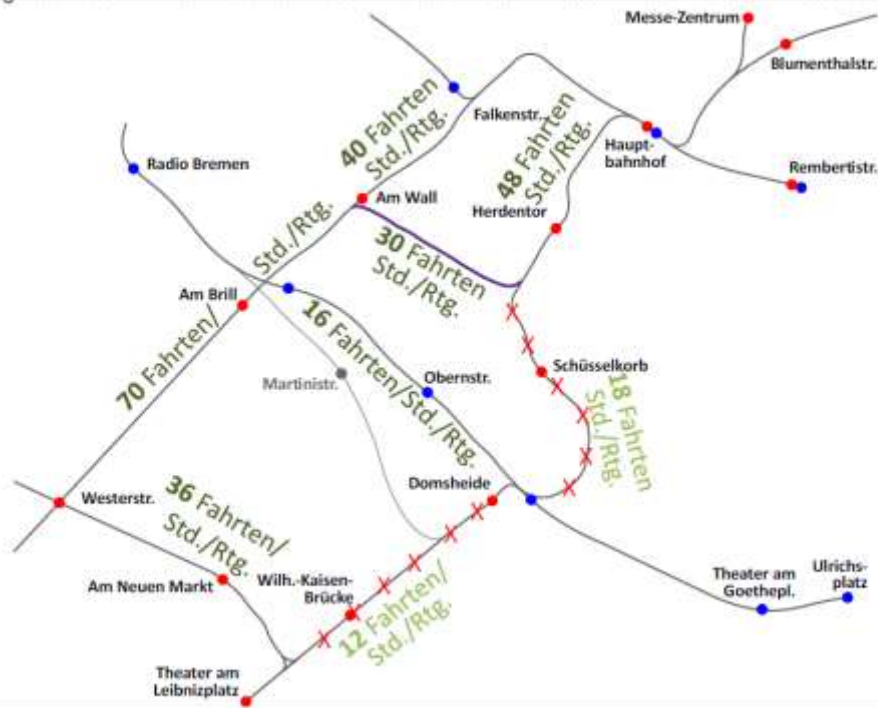 Messe-Zentrum
Blumenthalstr.
40 Fahrten
Std./Rtg.
Falkenstr.
48 Fahrten
Std./Rtg.
Haupt-
bahnhof
Rembertistr.
Radio Bremen
Am Wall
Herdentor
30 Fahrten
Std./Rtg.
70 Fahrten/
Std./Rtg.
Am Brill
16 Fahrten/Std./Rtg.
Martinistr.
Obernstr.
Schüsselkorb
18 Fahrten
Std./Rtg.
Domsheide
Westerstr.
36 Fahrten/
Std./Rtg.
Am Neuen Markt
Wilh.-Kaisen-
Brücke
12 Fahrten/
Std./Rtg.
Theater am
Goethepl.
Ulrichs-
platz
Theater am
Leibnizplatz